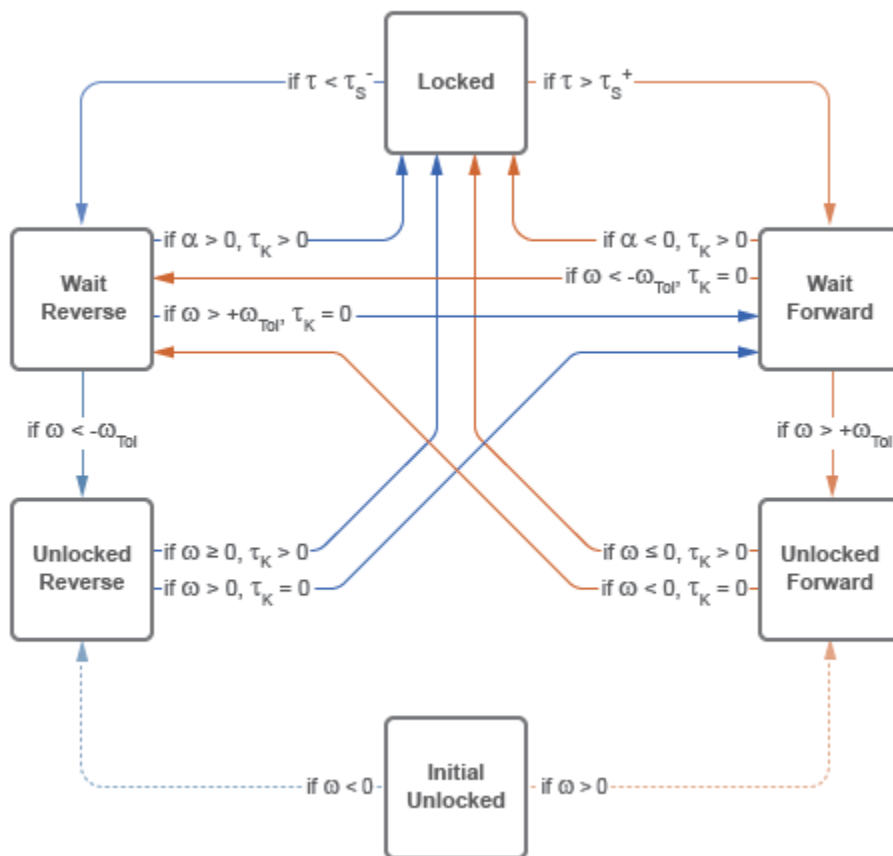 if τ < τS-
Locked
if τ > τS+
if α > 0, τK > 0
if α < 0, τK > 0
Wait
Reverse
if ω < -ωTol, τK = 0
Wait
Forward
if ω > +ωTol, τK = 0
if ω < -ωTol
if ω > +ωTol
Unlocked
Reverse
if ω ≥ 0, τK > 0
if ω > 0, τK = 0
if ω ≤ 0, τK > 0
if ω < 0, τK = 0
Unlocked
Forward
if ω < 0
Initial
Unlocked
if ω > 0